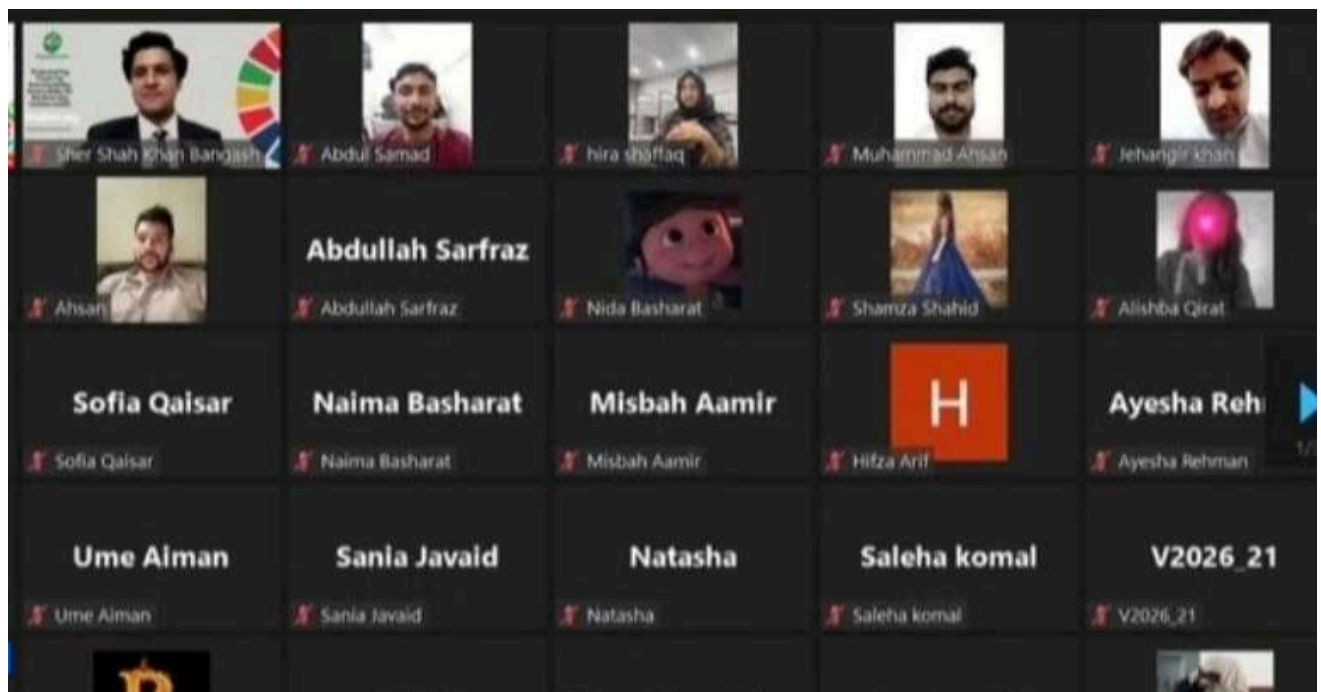 Sher Shah Khan Bangash
Abdul Samad
hira shaffaq
Muhammad Ahsan
Jehangir khan
Ahsan
Abdullah Sarfraz
Abdullah Sarfraz
Nida Basharat
Shamza Shahid
Alishba Qirat
Sofia Qaisar
Naima Basharat
Misbah Aamir
H
Ayesha Reh
Sofia Qaisar
Naima Basharat
Misbah Aamir
Hifza Arif
Ayesha Rehman
Ume Aiman
Sania Javaid
Natasha
Saleha komal
V2026_21
Ume Aiman
Sania Javaid
Natasha
Saleha komal
V2026_21